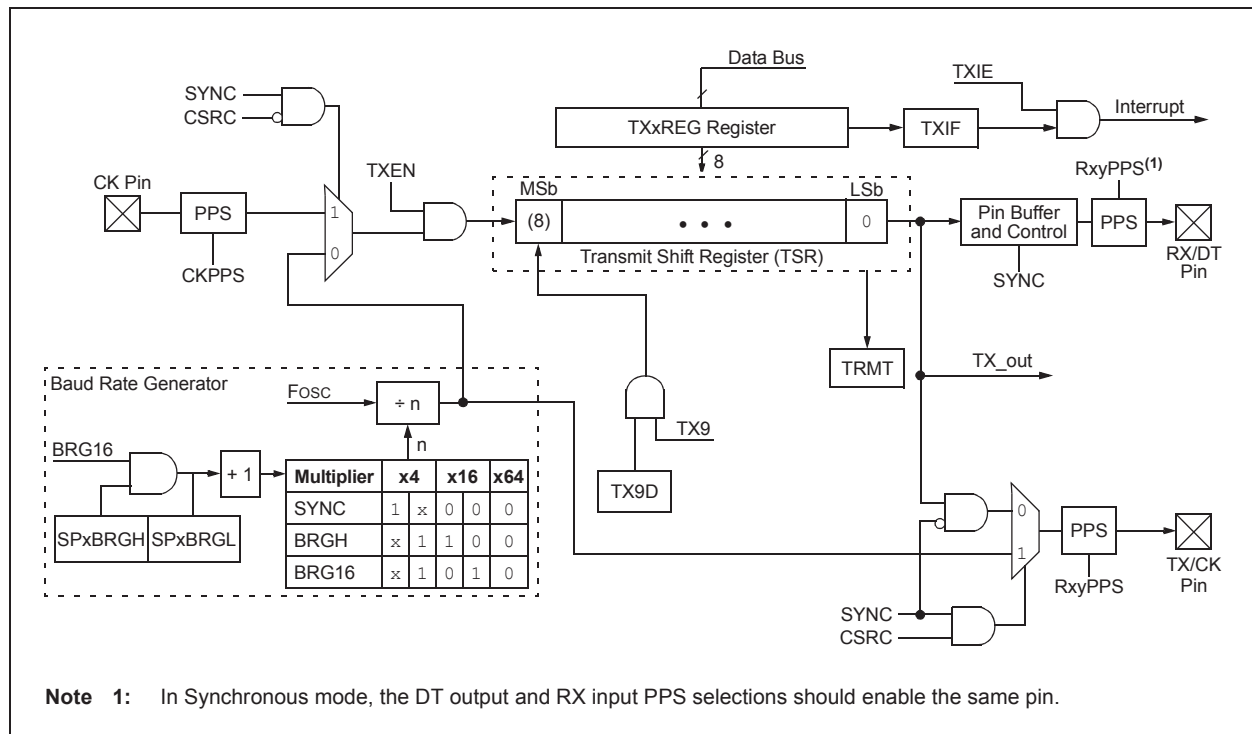 Data Bus
TXIE
SYNC
CSRC
TXxREG Register
TXIF
Interrupt
8
RxyPPS(1)
TXEN
MSb
LSb
CK Pin
PPS
1
(8)
• • •
0
Pin Buffer
and Control
PPS
0
Transmit Shift Register (TSR)
RX/DT
Pin
CKPPS
SYNC
TRMT
TX_out
Baud Rate Generator
FOSC
÷ n
n
TX9
BRG16
+ 1
TX9D
Multiplier x4 x16 x64
SYNC 1 x 0 0 0
BRGH x 1 1 0 0
BRG16 x 1 0 1 0
SPxBRGH SPxBRGL
0
PPS
1
TX/CK
Pin
RxyPPS
SYNC
CSRC
Note 1: In Synchronous mode, the DT output and RX input PPS selections should enable the same pin.